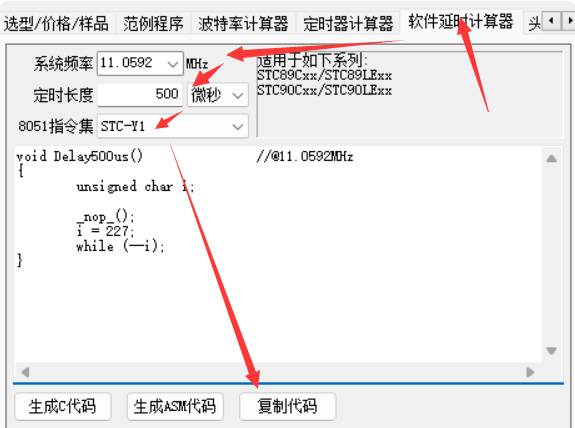 选型/价格/样品 范例程序 波特率计算器 定时器计算器 软件延时计算器 头
系统频率 11.0592 MHz
定时长度 500 微秒
8051指令集 STC-Y1
适用于如下系列:
STC89Cxx/STC89LExx
STC90Cxx/STC90LExx
void Delay500us() //@11.0592MHz
{
unsigned char i;
_nop_();
i = 227;
while (--i);
}
生成C代码 生成ASM代码 复制代码